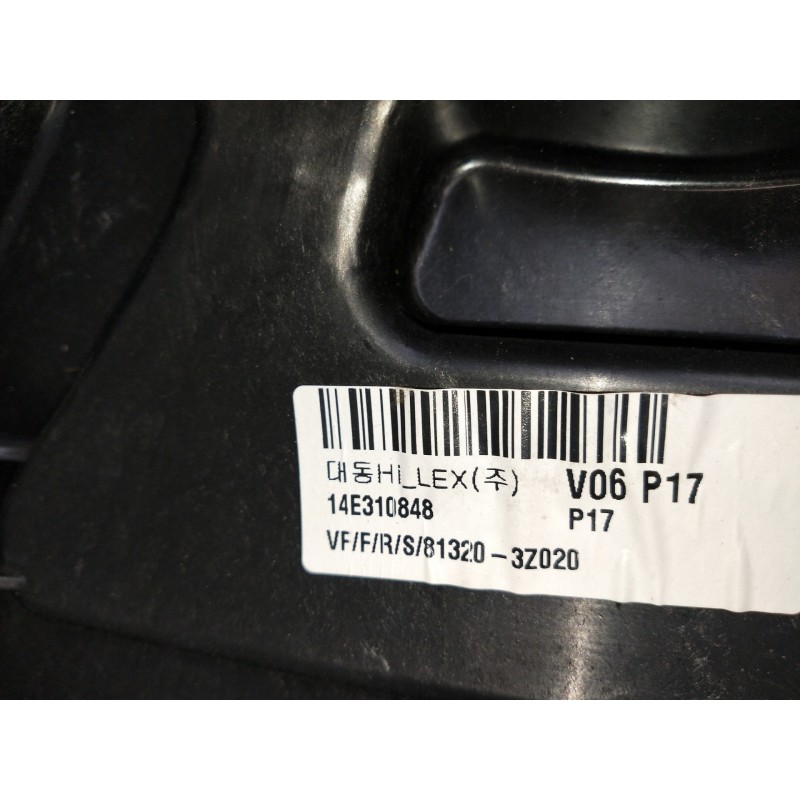 대동Hi_LEX(주) V06 P17
14E310848 P17
VF/F/R/S/81320-3Z020